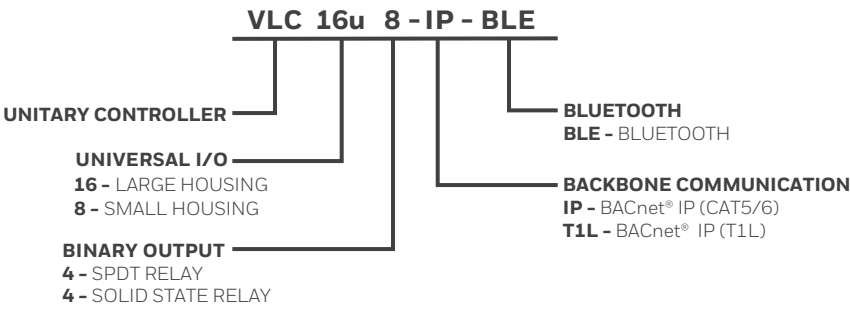 VLC 16u 8 - IP - BLE
UNITARY CONTROLLER
UNIVERSAL I/O
16 - LARGE HOUSING
8 - SMALL HOUSING
BINARY OUTPUT
4 - SPDT RELAY
4 - SOLID STATE RELAY
BLUETOOTH
BLE - BLUETOOTH
BACKBONE COMMUNICATION
IP - BACnet® IP (CAT5/6)
T1L - BACnet® IP (T1L)